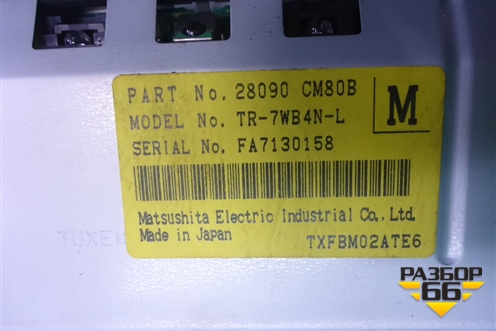 PART No. 28090 CM80B
MODEL No. TR-7WB4N-L
SERIAL No. FA7130158
M
Matsushita Electric Industrial Co., Ltd.
Made in Japan
TXFBM02ATE6
РАЗБОР
66